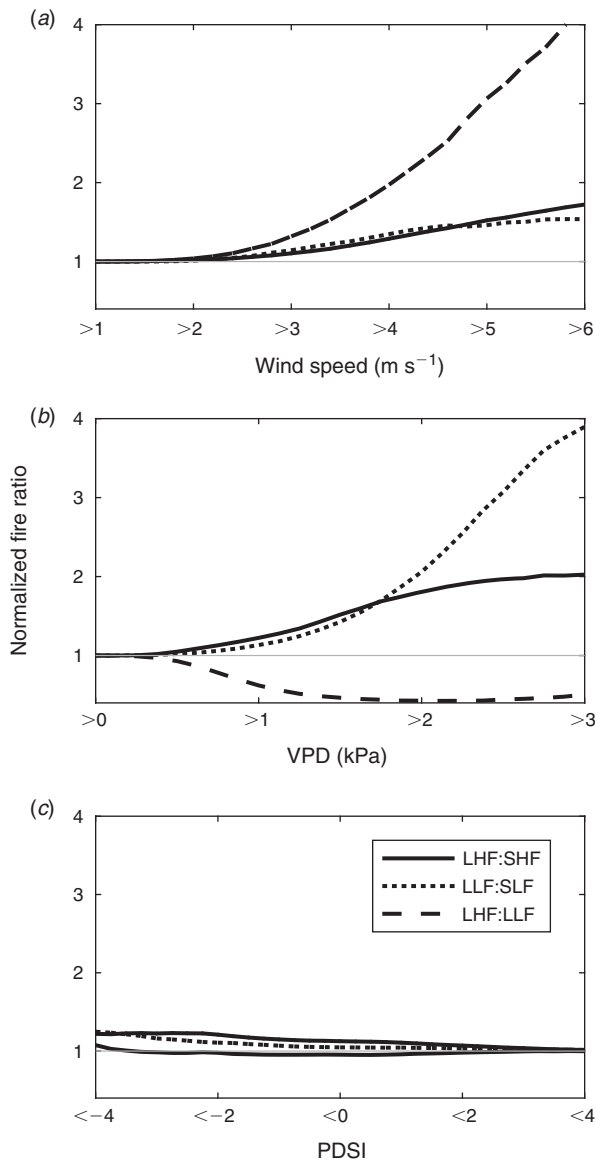 (a)
4
3
2
1
>1 >2 >3 >4 >5 >6
Wind speed (m s−1)
(b)
4
3
2
1
>0 >1 >2 >3
VPD (kPa)
Normalized fire ratio
(c)
4
3
2
1
LHF:SHF
LLF:SLF
LHF:LLF
<−4 <−2 <0 <2 <4
PDSI